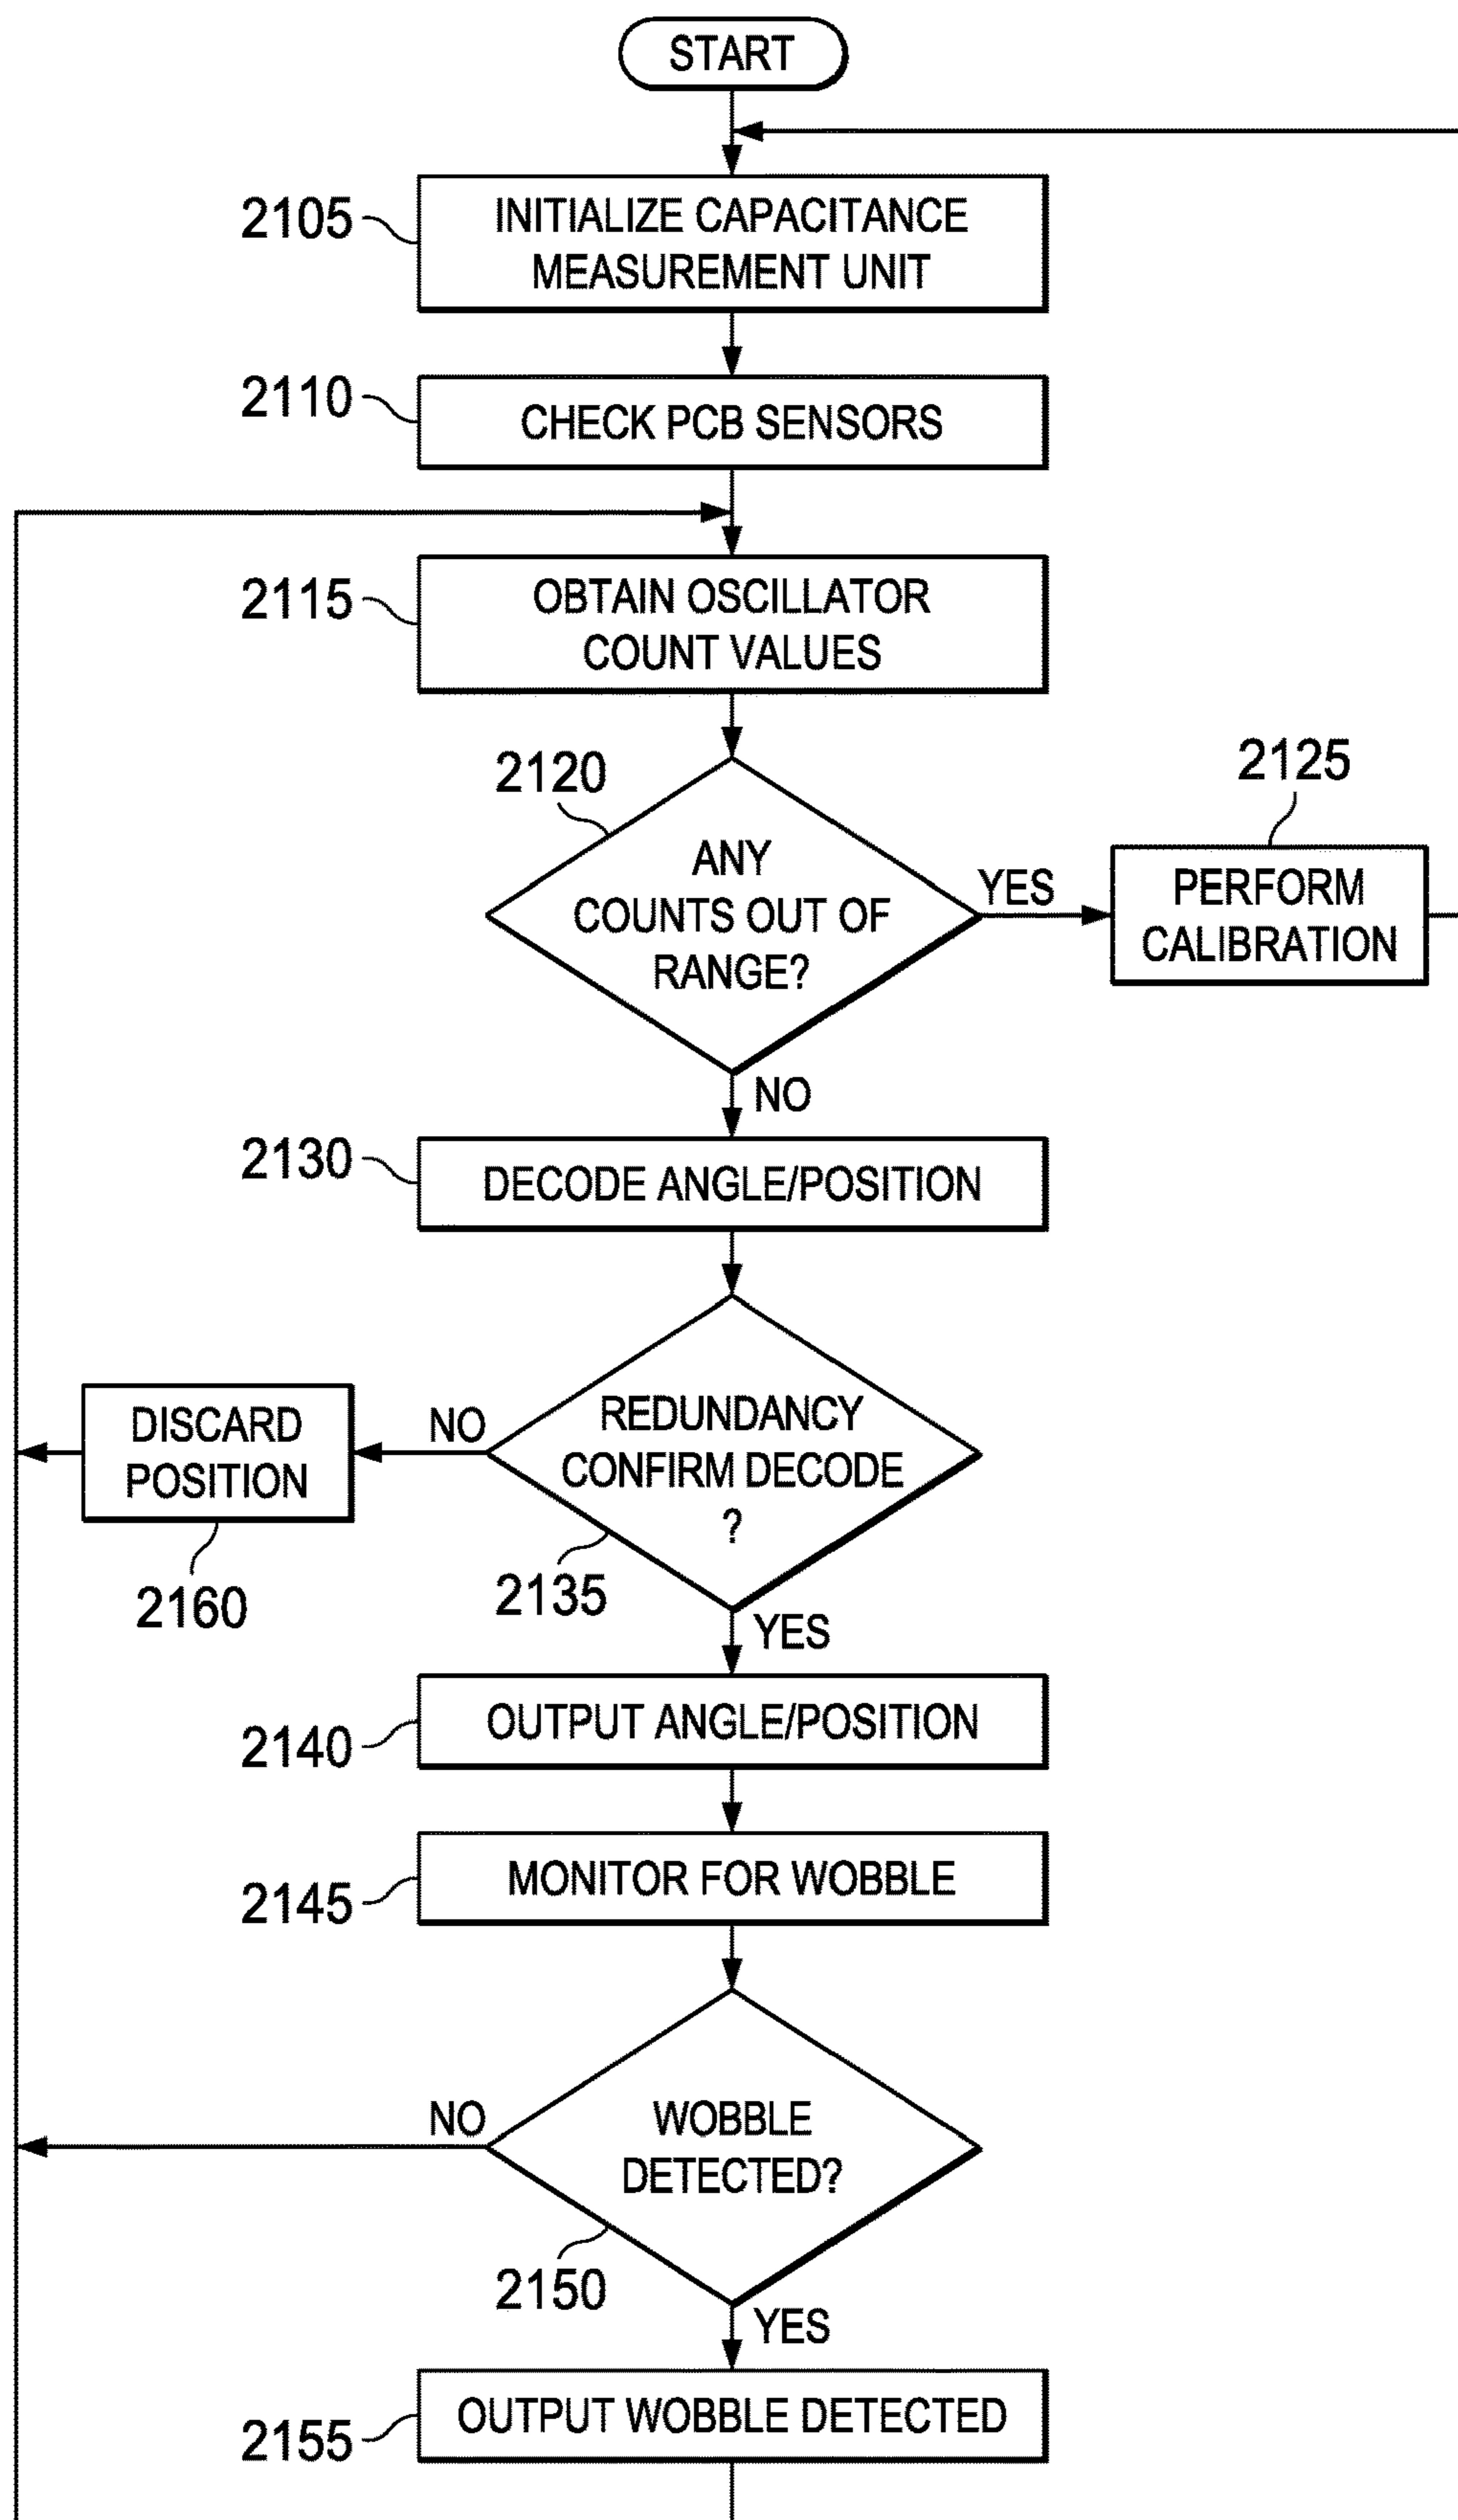 START
2105
INITIALIZE CAPACITANCE
MEASUREMENT UNIT
2110
CHECK PCB SENSORS
2115
OBTAIN OSCILLATOR
COUNT VALUES
2120
ANY
COUNTS OUT OF
RANGE?
YES
2125
PERFORM
CALIBRATION
NO
2130
DECODE ANGLE/POSITION
REDUNDANCY
CONFIRM DECODE
?
2135
NO
DISCARD
POSITION
2160
YES
2140
OUTPUT ANGLE/POSITION
2145
MONITOR FOR WOBBLE
WOBBLE
DETECTED?
NO
2150
YES
2155
OUTPUT WOBBLE DETECTED